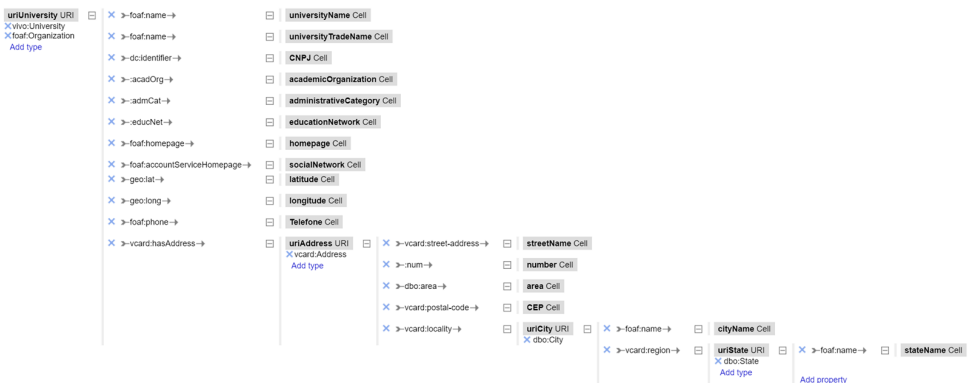 uriUniversity URI
vivo:University
foaf:Organization
Add type
foaf:name
universityName Cell
foaf:name
universityTradeName Cell
dc:identifier
CNPJ Cell
:acadOrg
academicOrganization Cell
:admCat
administrativeCategory Cell
:educNet
educationNetwork Cell
foaf:homepage
homepage Cell
foaf:accountServiceHomepage
socialNetwork Cell
geo:lat
latitude Cell
geo:long
longitude Cell
foaf:phone
Telefone Cell
vcard:hasAddress
uriAddress URI
vcard:Address
Add type
vcard:street-address
streetName Cell
:num
number Cell
dbo:area
area Cell
vcard:postal-code
CEP Cell
vcard:locality
uriCity URI
dbo:City
foaf:name
cityName Cell
vcard:region
uriState URI
dbo:State
Add type
foaf:name
stateName Cell
Add property